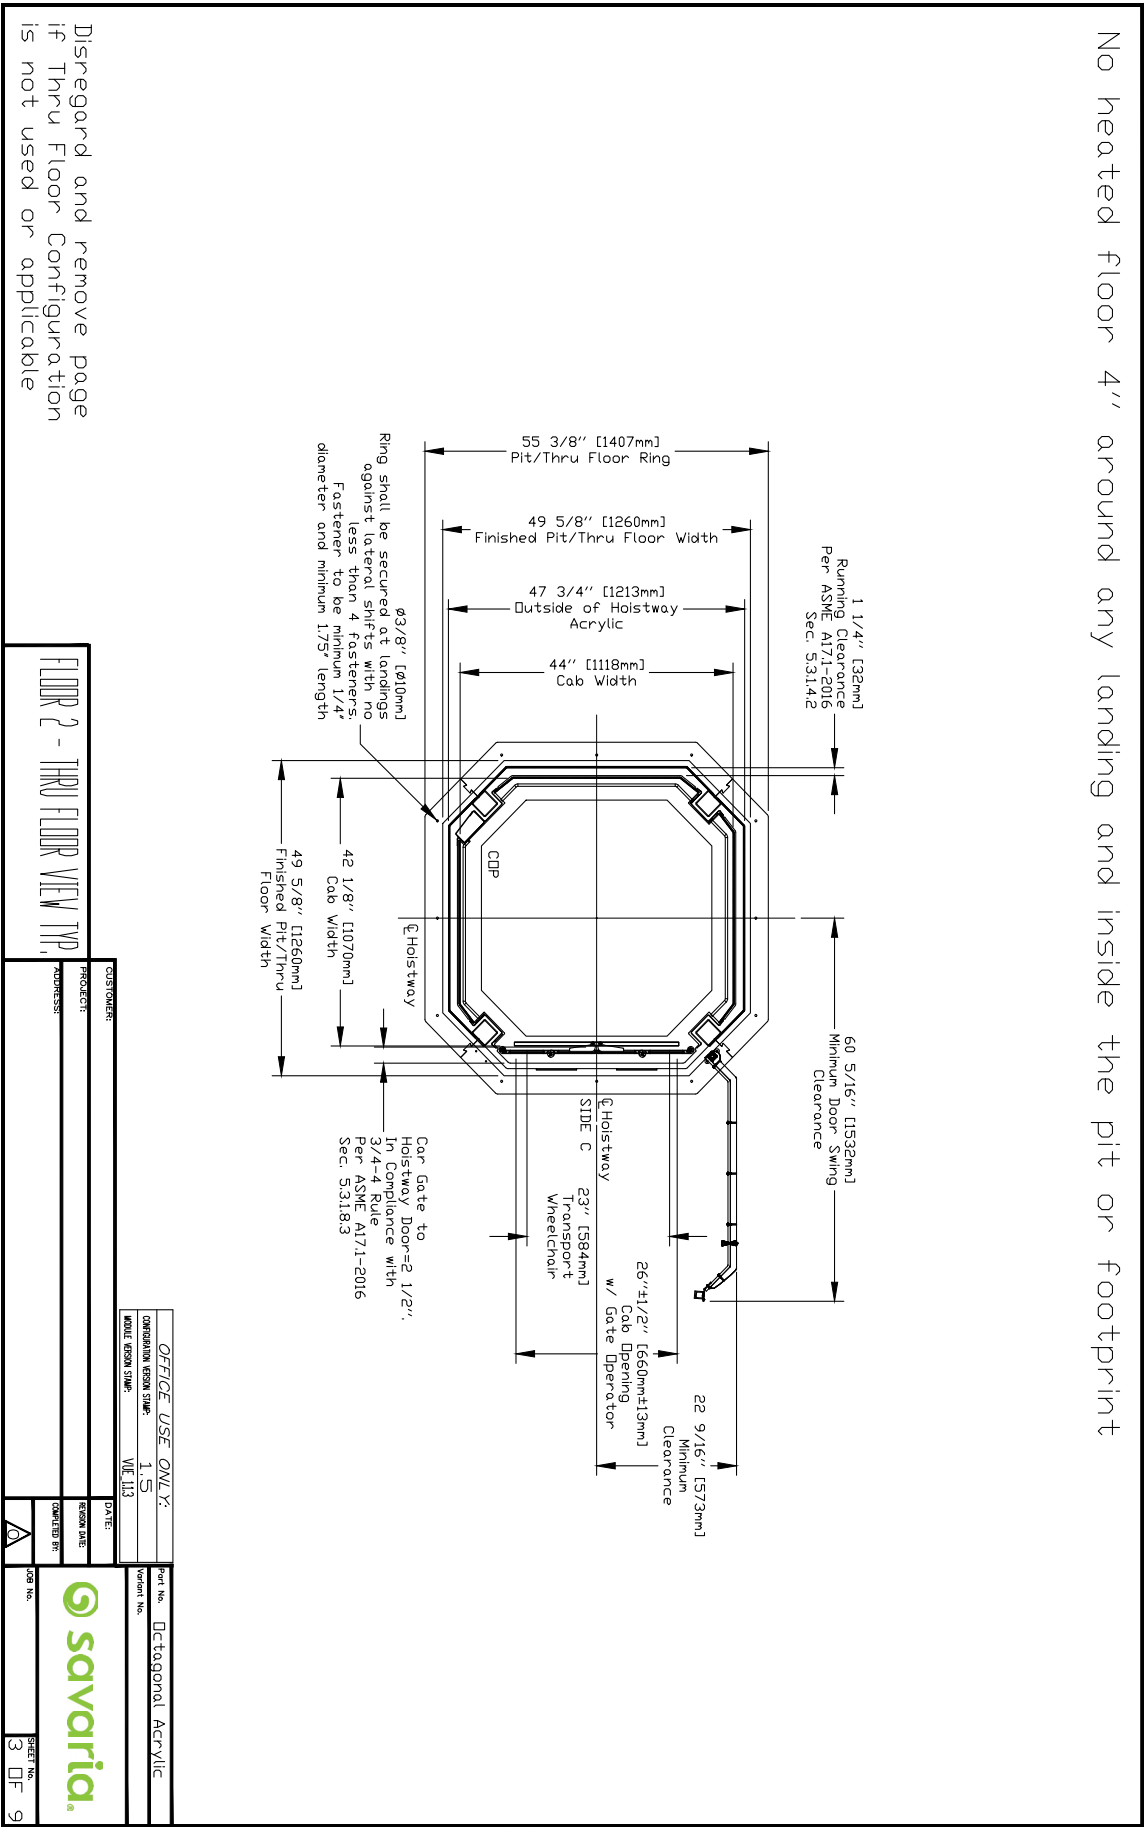 No heated floor 4'' around any landing and inside the pit or footprint
1 1/4'' [32mm]
Running Clearance
Per ASME A17.1-2016
Sec. 5.3.1.4.2
60 5/16'' [1532mm]
Minimum Door Swing
Clearance
55 3/8'' [1407mm]
Pit/Thru Floor Ring
49 5/8'' [1260mm]
Finished Pit/Thru Floor Width
47 3/4'' [1213mm]
Outside of Hoistway
Acrylic
44'' [1118mm]
Cab Width
22 9/16'' [573mm]
Minimum
Clearance
26''±1/2'' [660mm±13mm]
Cab Opening
w/ Gate Operator
23'' [584mm]
Transport
Wheelchair
℄ Hoistway
SIDE C
COP
℄ Hoistway
Ø3/8'' [Ø10mm]
Ring shall be secured at landings
against lateral shifts with no
less than 4 fasteners.
Fastener to be minimum 1/4"
diameter and minimum 1.75" length
42 1/8'' [1070mm]
Cab Width
49 5/8'' [1260mm]
Finished Pit/Thru
Floor Width
Car Gate to
Hoistway Door=2 1/2''.
In Compliance with
3/4-4 Rule
Per ASME A17.1-2016
Sec. 5.3.1.8.3
Disregard and remove page
if Thru Floor Configuration
is not used or applicable
FLOOR 2 - THRU FLOOR VIEW TYP.
CUSTOMER:
PROJECT:
ADDRESS:
OFFICE USE ONLY:
CONFIGURATION VERSION STAMP: 1.5
MODULE VERSION STAMP: VUE_1.1.3
DATE:
REVISION DATE:
COMPLETED BY:
0
Part No. Octagonal Acrylic
Variant No.
savaria®
JOB No.
SHEET No.
3 OF 9